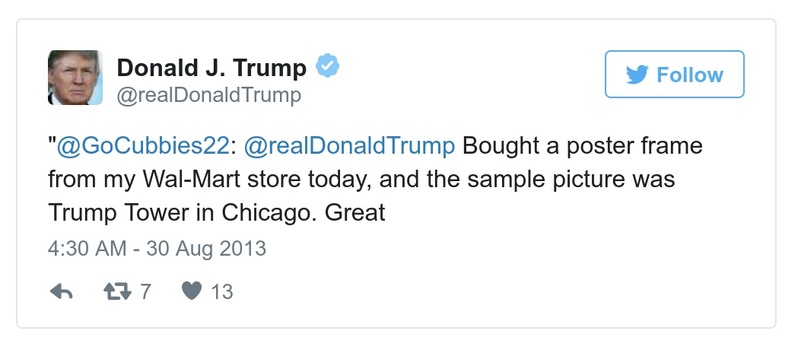 Donald J. Trump
@realDonaldTrump
Follow
"@GoCubbies22: @realDonaldTrump Bought a poster frame
from my Wal-Mart store today, and the sample picture was
Trump Tower in Chicago. Great
4:30 AM - 30 Aug 2013
7 13